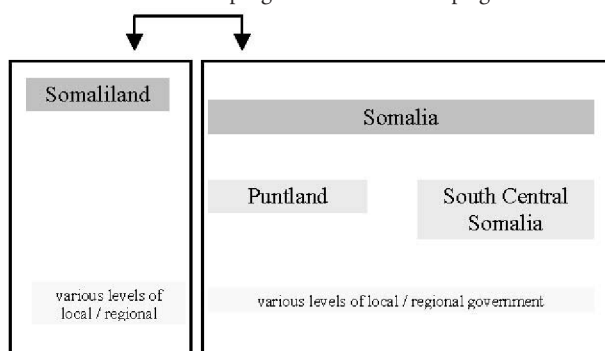 Somaliland
Somalia
Puntland
South Central
Somalia
various levels of
local / regional
various levels of local / regional government